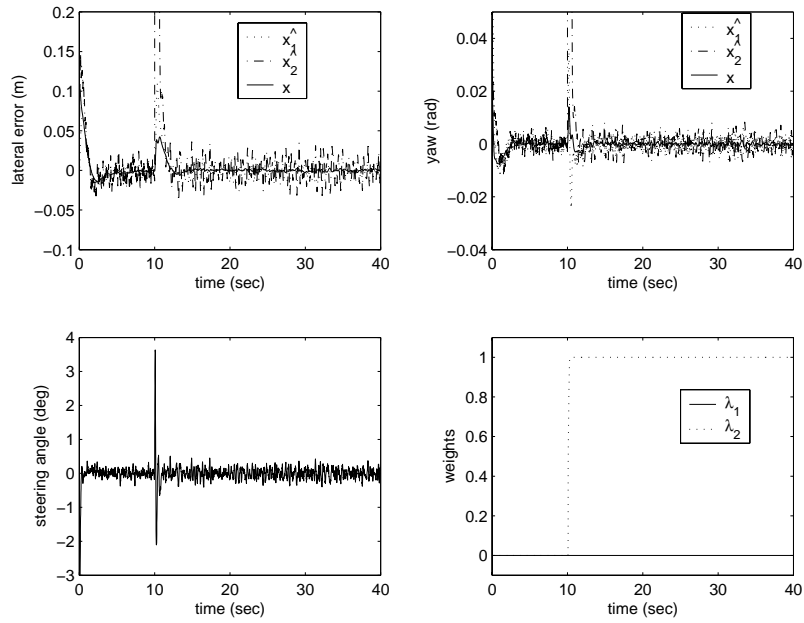 0.2
0.15
0.1
0.05
0
−0.05
−0.1
0 10 20 30 40
lateral error (m)
time (sec)
x̂₁
x̂₂
x
0.04
0.02
0
−0.02
−0.04
0 10 20 30 40
yaw (rad)
time (sec)
x̂₁
x̂₂
x
4
3
2
1
0
−1
−2
−3
0 10 20 30 40
steering angle (deg)
time (sec)
1
0.8
0.6
0.4
0.2
0
0 10 20 30 40
weights
time (sec)
λ₁
λ₂